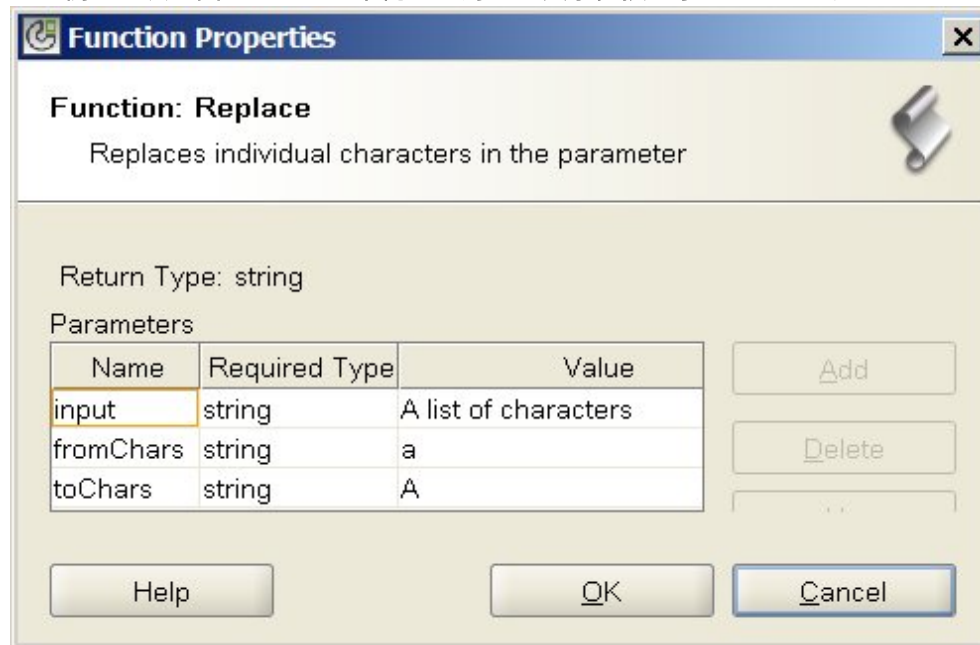 Function Properties
Function: Replace
Replaces individual characters in the parameter
Return Type: string
Parameters
Name Required Type Value
input string A list of characters
fromChars string a
toChars string A
Add
Delete
Help OK Cancel